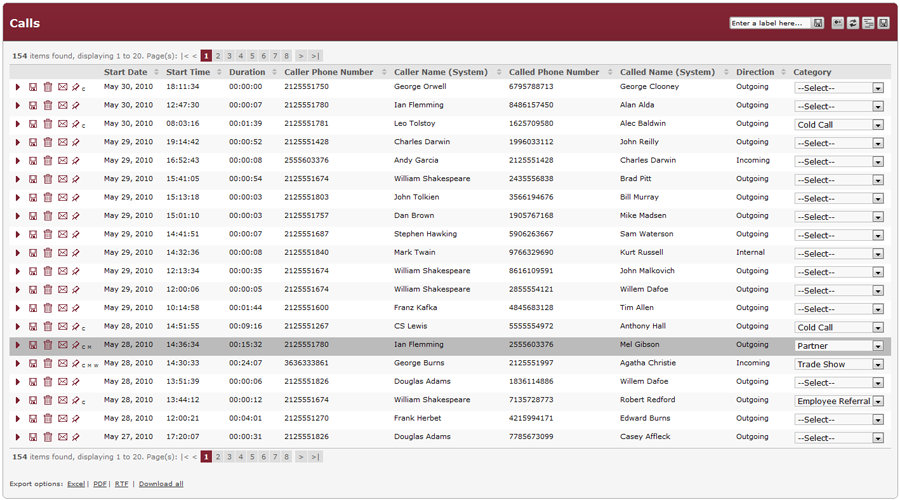 Calls
Enter a label here...
154 items found, displaying 1 to 20. Page(s): |< < 1 2 3 4 5 6 7 8 > >|
Start Date Start Time Duration Caller Phone Number Caller Name (System) Called Phone Number Called Name (System) Direction Category
C May 30, 2010 18:11:34 00:00:00 2125551750 George Orwell 6795788713 George Clooney Outgoing --Select--
May 30, 2010 12:47:30 00:00:07 2125551780 Ian Flemming 8486157450 Alan Alda Outgoing --Select--
C May 30, 2010 08:03:16 00:01:39 2125551781 Leo Tolstoy 1625709580 Alec Baldwin Outgoing Cold Call
May 29, 2010 19:14:42 00:00:52 2125551428 Charles Darwin 1996033112 John Reilly Outgoing --Select--
May 29, 2010 16:52:43 00:00:08 2555603376 Andy Garcia 2125551428 Charles Darwin Incoming --Select--
May 29, 2010 15:41:05 00:00:54 2125551674 William Shakespeare 2435556838 Brad Pitt Outgoing --Select--
May 29, 2010 15:13:18 00:00:03 2125551803 John Tolkien 3566194676 Bill Murray Outgoing --Select--
May 29, 2010 15:01:10 00:00:03 2125551757 Dan Brown 1905767168 Mike Madsen Outgoing --Select--
May 29, 2010 14:41:51 00:00:07 2125551687 Stephen Hawking 5906263667 Sam Waterson Outgoing --Select--
May 29, 2010 14:32:36 00:00:08 2125551840 Mark Twain 9766329690 Kurt Russell Internal --Select--
May 29, 2010 12:13:34 00:00:35 2125551674 William Shakespeare 8616109591 John Malkovich Outgoing --Select--
May 29, 2010 12:00:06 00:00:05 2125551674 William Shakespeare 2855554121 Willem Dafoe Outgoing --Select--
May 29, 2010 10:14:58 00:01:44 2125551600 Franz Kafka 4845683128 Tim Allen Outgoing --Select--
C May 28, 2010 14:51:55 00:09:16 2125551267 CS Lewis 5555554972 Anthony Hall Outgoing Cold Call
C M May 28, 2010 14:36:34 00:15:32 2125551780 Ian Flemming 2555603376 Mel Gibson Outgoing Partner
C M W May 28, 2010 14:30:33 00:24:07 3636333861 George Burns 2125551997 Agatha Christie Incoming Trade Show
May 28, 2010 13:51:39 00:00:06 2125551826 Douglas Adams 1836114886 Willem Dafoe Outgoing --Select--
C May 28, 2010 13:44:12 00:00:12 2125551674 William Shakespeare 7135728773 Robert Redford Outgoing Employee Referral
May 28, 2010 12:00:21 00:04:01 2125551270 Frank Herbet 4215994171 Edward Burns Outgoing --Select--
May 27, 2010 17:20:07 00:00:31 2125551826 Douglas Adams 7785673099 Casey Affleck Outgoing --Select--
154 items found, displaying 1 to 20. Page(s): |< < 1 2 3 4 5 6 7 8 > >|
Export options: Excel | PDF | RTF | Download all